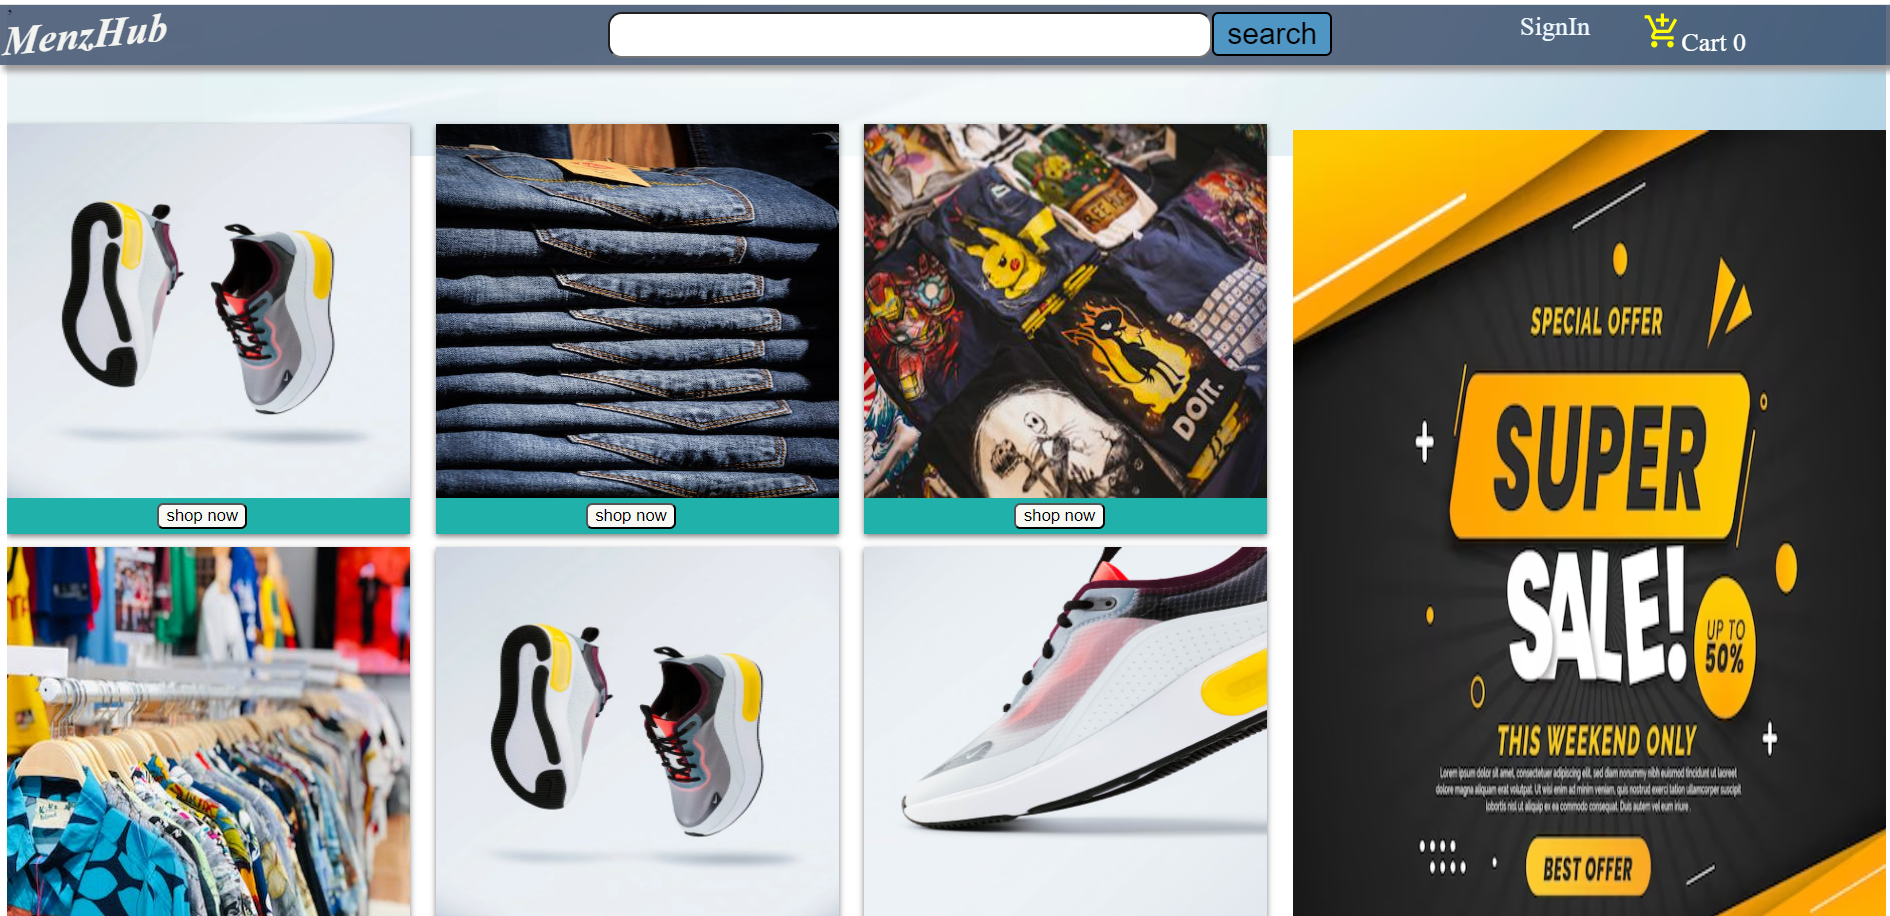 MenzHub
search
SignIn
Cart 0
REE HU
DOIT.
shop now
shop now
shop now
SPECIAL OFFER
SUPER
SALE!
UP TO
50%
THIS WEEKEND ONLY
Lorem ipsum dolor sit amet, consectetuer adipiscing elit, sed diam nonummy nibh euismod tincidunt ut laoreet
dolore magna aliquam erat volutpat. Ut wisi enim ad minim veniam, quis nostrud exerci tation ullamcorper suscipit
lobortis nisl ut aliquip ex ea commodo consequat. Duis autem vel eum iriure .
BEST OFFER